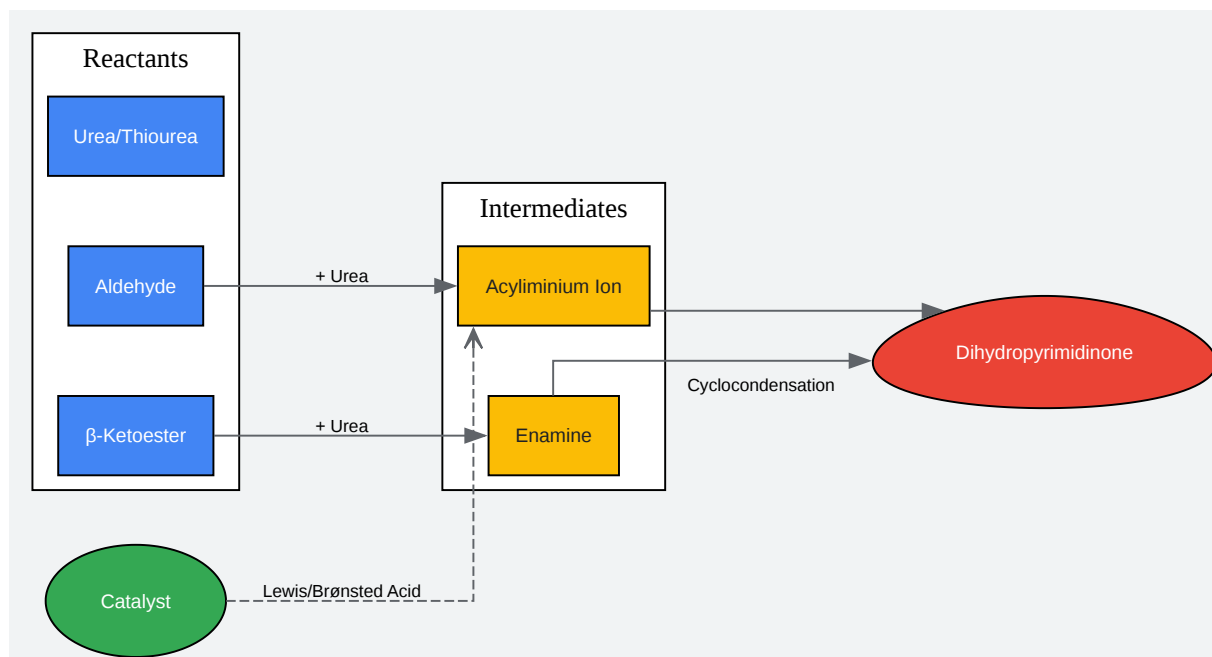 Reactants
Urea/Thiourea
Intermediates
Aldehyde
+ Urea
Acyliminium Ion
Dihydropyrimidinone
Cyclocondensation
β-Ketoester
+ Urea
Enamine
Catalyst
Lewis/Brønsted Acid